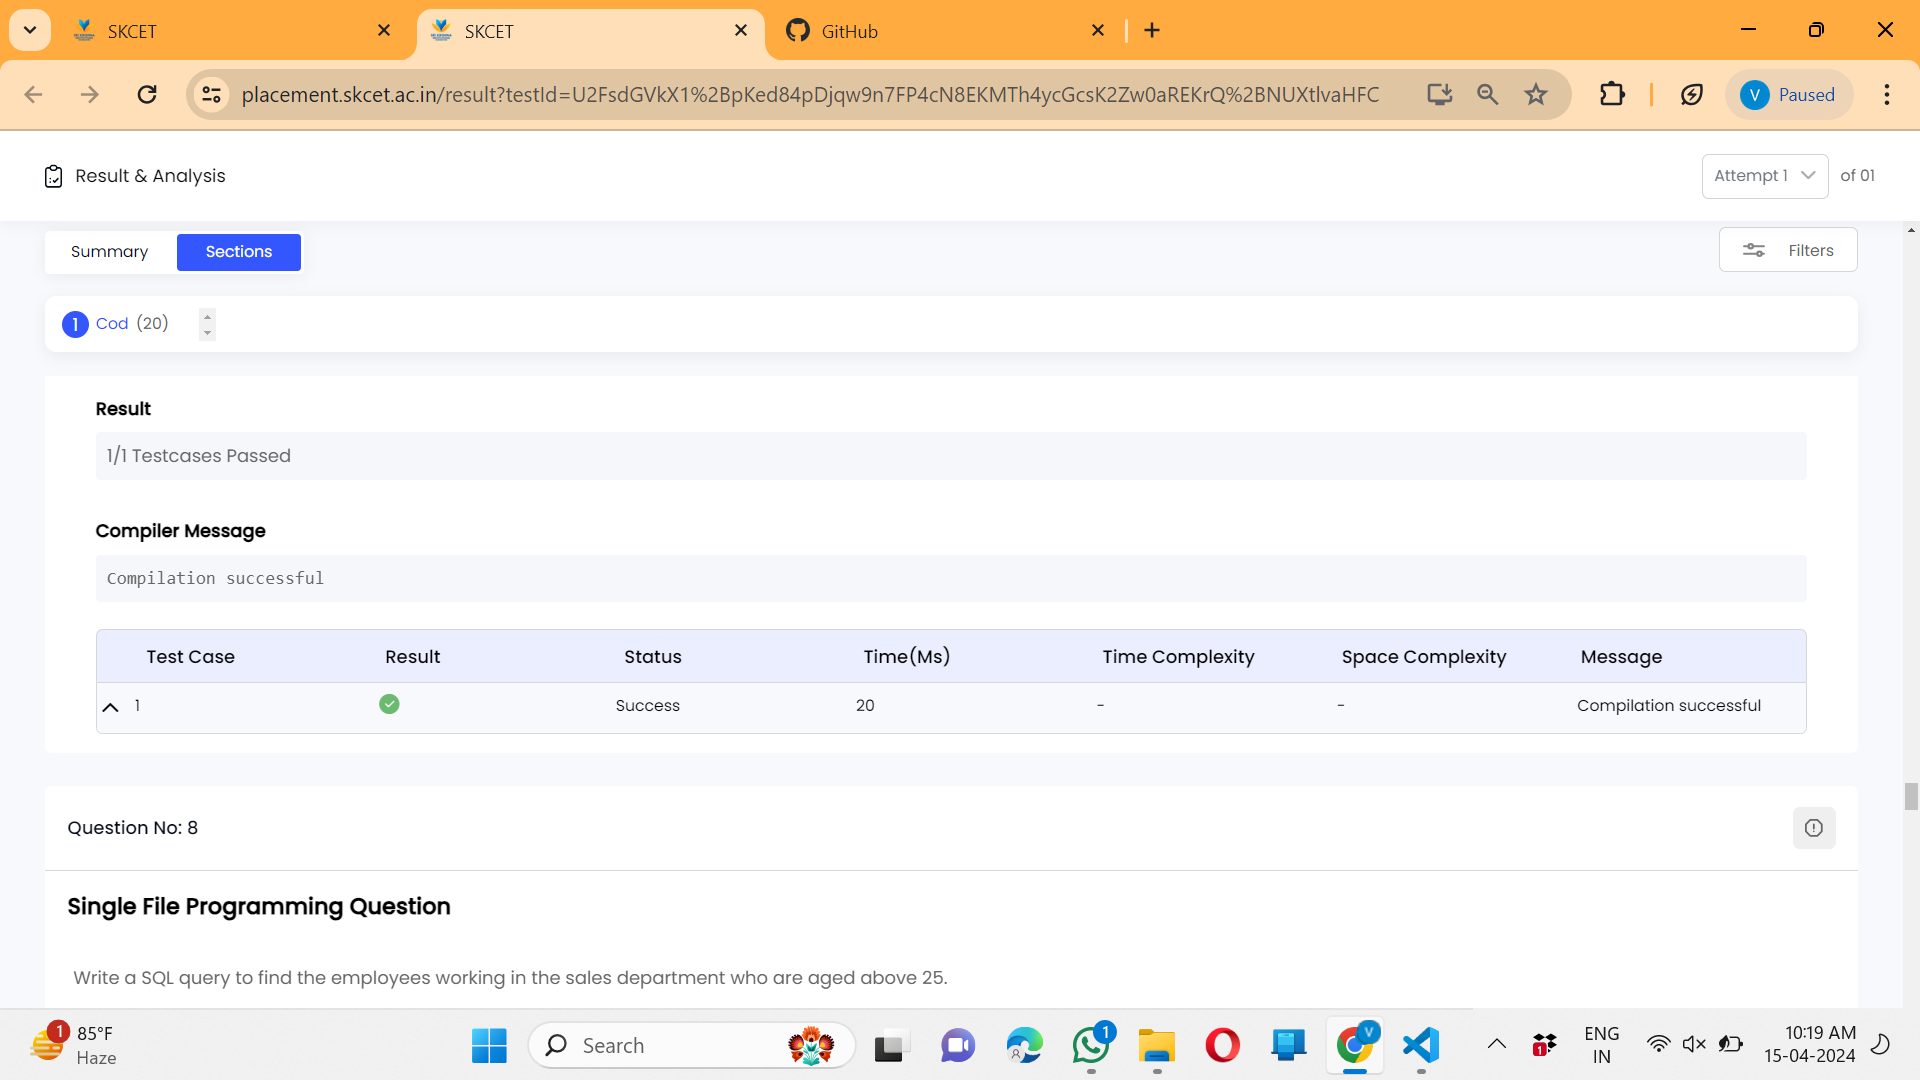 SKCET
SKCET
GitHub
placement.skcet.ac.in/result?testId=U2FsdGVkX1%2BpKed84pDjqw9n7FP4cN8EKMTh4ycGcsK2Zw0aREKrQ%2BNUXtlvaHFC
V Paused
Result & Analysis
Attempt 1 of 01
Summary Sections
Filters
1 Cod (20)
Result
1/1 Testcases Passed
Compiler Message
Compilation successful
Test Case Result Status Time(Ms) Time Complexity Space Complexity Message
1 Success 20 - - Compilation successful
Question No: 8
Single File Programming Question
Write a SQL query to find the employees working in the sales department who are aged above 25.
1 85°F
Haze
Search
1
V
1
ENG
IN
10:19 AM
15-04-2024